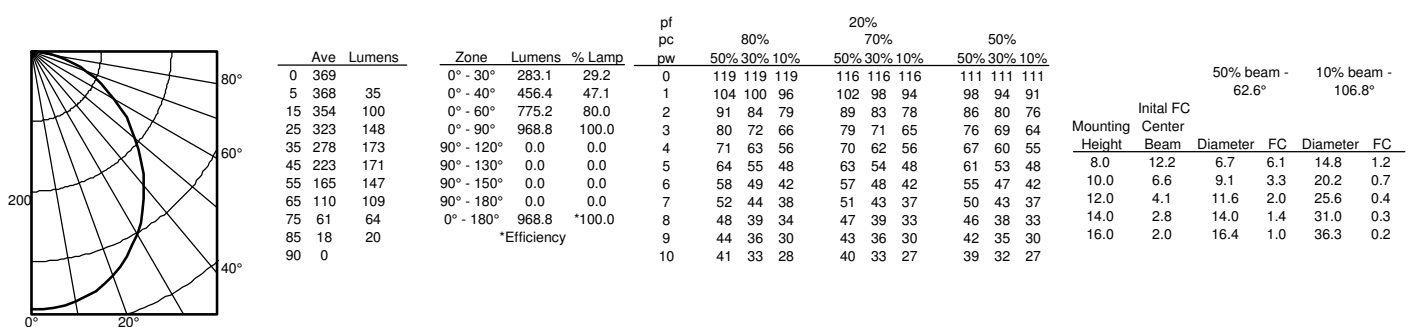 80°
60°
200
40°
0° 20°
Ave Lumens
0 369
5 368 35
15 354 100
25 323 148
35 278 173
45 223 171
55 165 147
65 110 109
75 61 64
85 18 20
90 0
Zone Lumens % Lamp
0° - 30° 283.1 29.2
0° - 40° 456.4 47.1
0° - 60° 775.2 80.0
0° - 90° 968.8 100.0
90° - 120° 0.0 0.0
90° - 130° 0.0 0.0
90° - 150° 0.0 0.0
90° - 180° 0.0 0.0
0° - 180° 968.8 *100.0
*Efficiency
pf 20%
pc 80% 70% 50%
pw 50% 30% 10% 50% 30% 10% 50% 30% 10%
0 119 119 119 116 116 116 111 111 111
1 104 100 96 102 98 94 98 94 91
2 91 84 79 89 83 78 86 80 76
3 80 72 66 79 71 65 76 69 64
4 71 63 56 70 62 56 67 60 55
5 64 55 48 63 54 48 61 53 48
6 58 49 42 57 48 42 55 47 42
7 52 44 38 51 43 37 50 43 37
8 48 39 34 47 39 33 46 38 33
9 44 36 30 43 36 30 42 35 30
10 41 33 28 40 33 27 39 32 27
50% beam - 10% beam -
62.6° 106.8°
Inital FC
Mounting Center
Height Beam Diameter FC Diameter FC
8.0 12.2 6.7 6.1 14.8 1.2
10.0 6.6 9.1 3.3 20.2 0.7
12.0 4.1 11.6 2.0 25.6 0.4
14.0 2.8 14.0 1.4 31.0 0.3
16.0 2.0 16.4 1.0 36.3 0.2